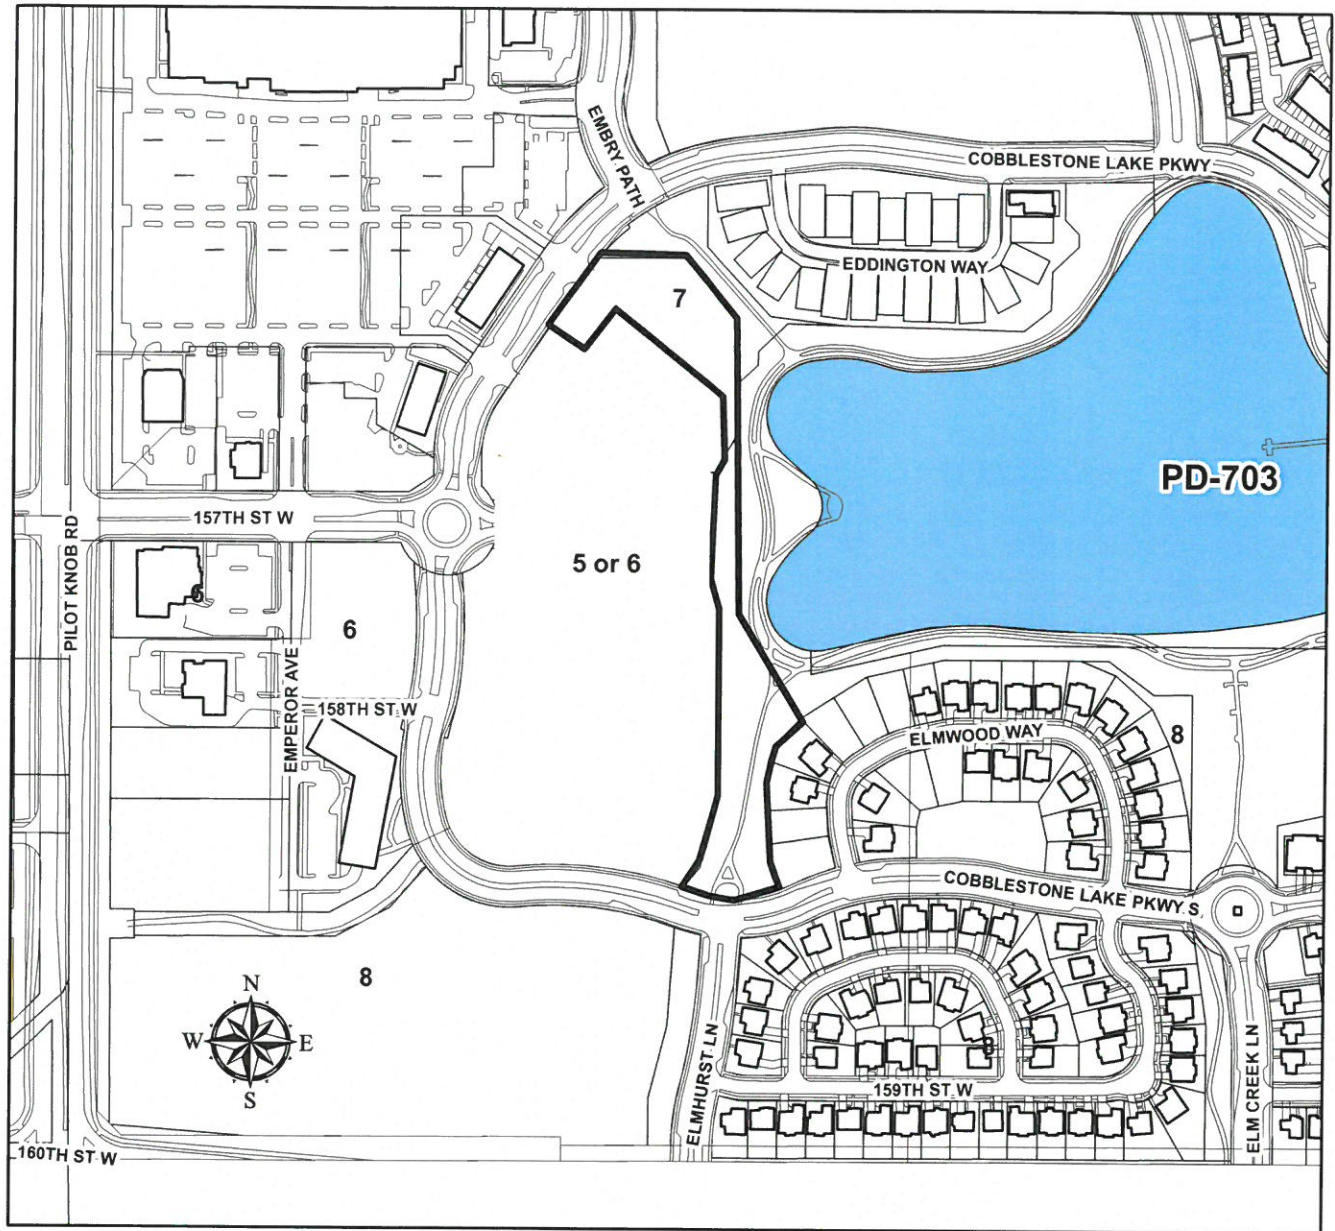 EMBRY PATH
COBBLESTONE LAKE PKWY
EDDINGTON WAY
7
PD-703
157TH ST W
PILOT KNOB RD
5 or 6
6
6
EMPEROR AVE
158TH ST W
ELMWOOD WAY
8
COBBLESTONE LAKE PKWY S
8
N
W E
S
8
ELMHURST LN
159TH ST W
ELM CREEK LN
160TH ST W